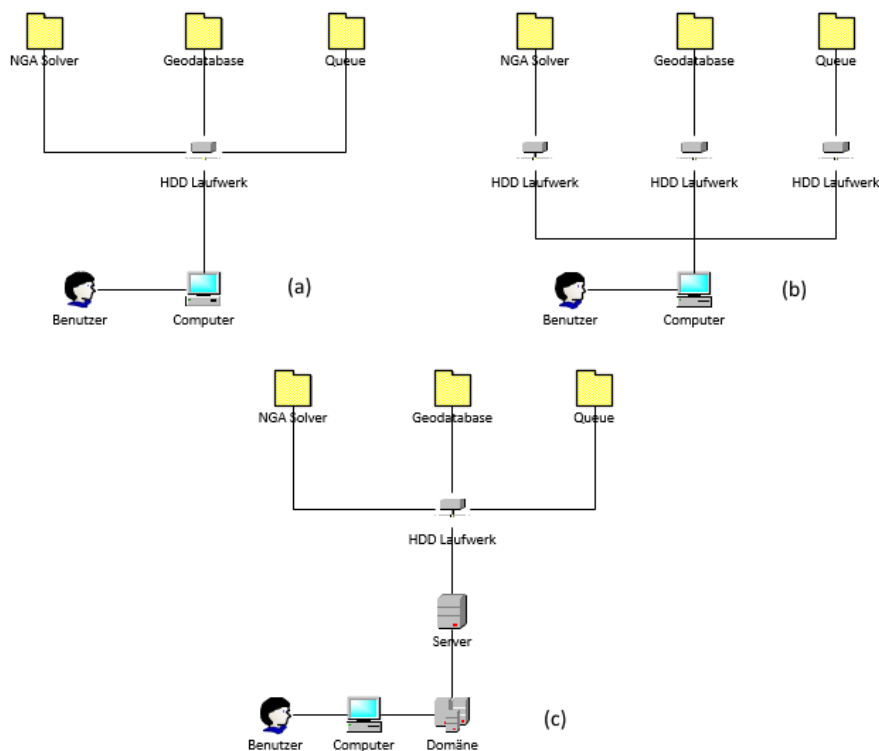 NGA Solver Geodatabase Queue
HDD Laufwerk
Benutzer Computer (a)
NGA Solver Geodatabase Queue
HDD Laufwerk HDD Laufwerk HDD Laufwerk
Benutzer Computer (b)
NGA Solver Geodatabase Queue
HDD Laufwerk
Server
Benutzer Computer Domäne (c)